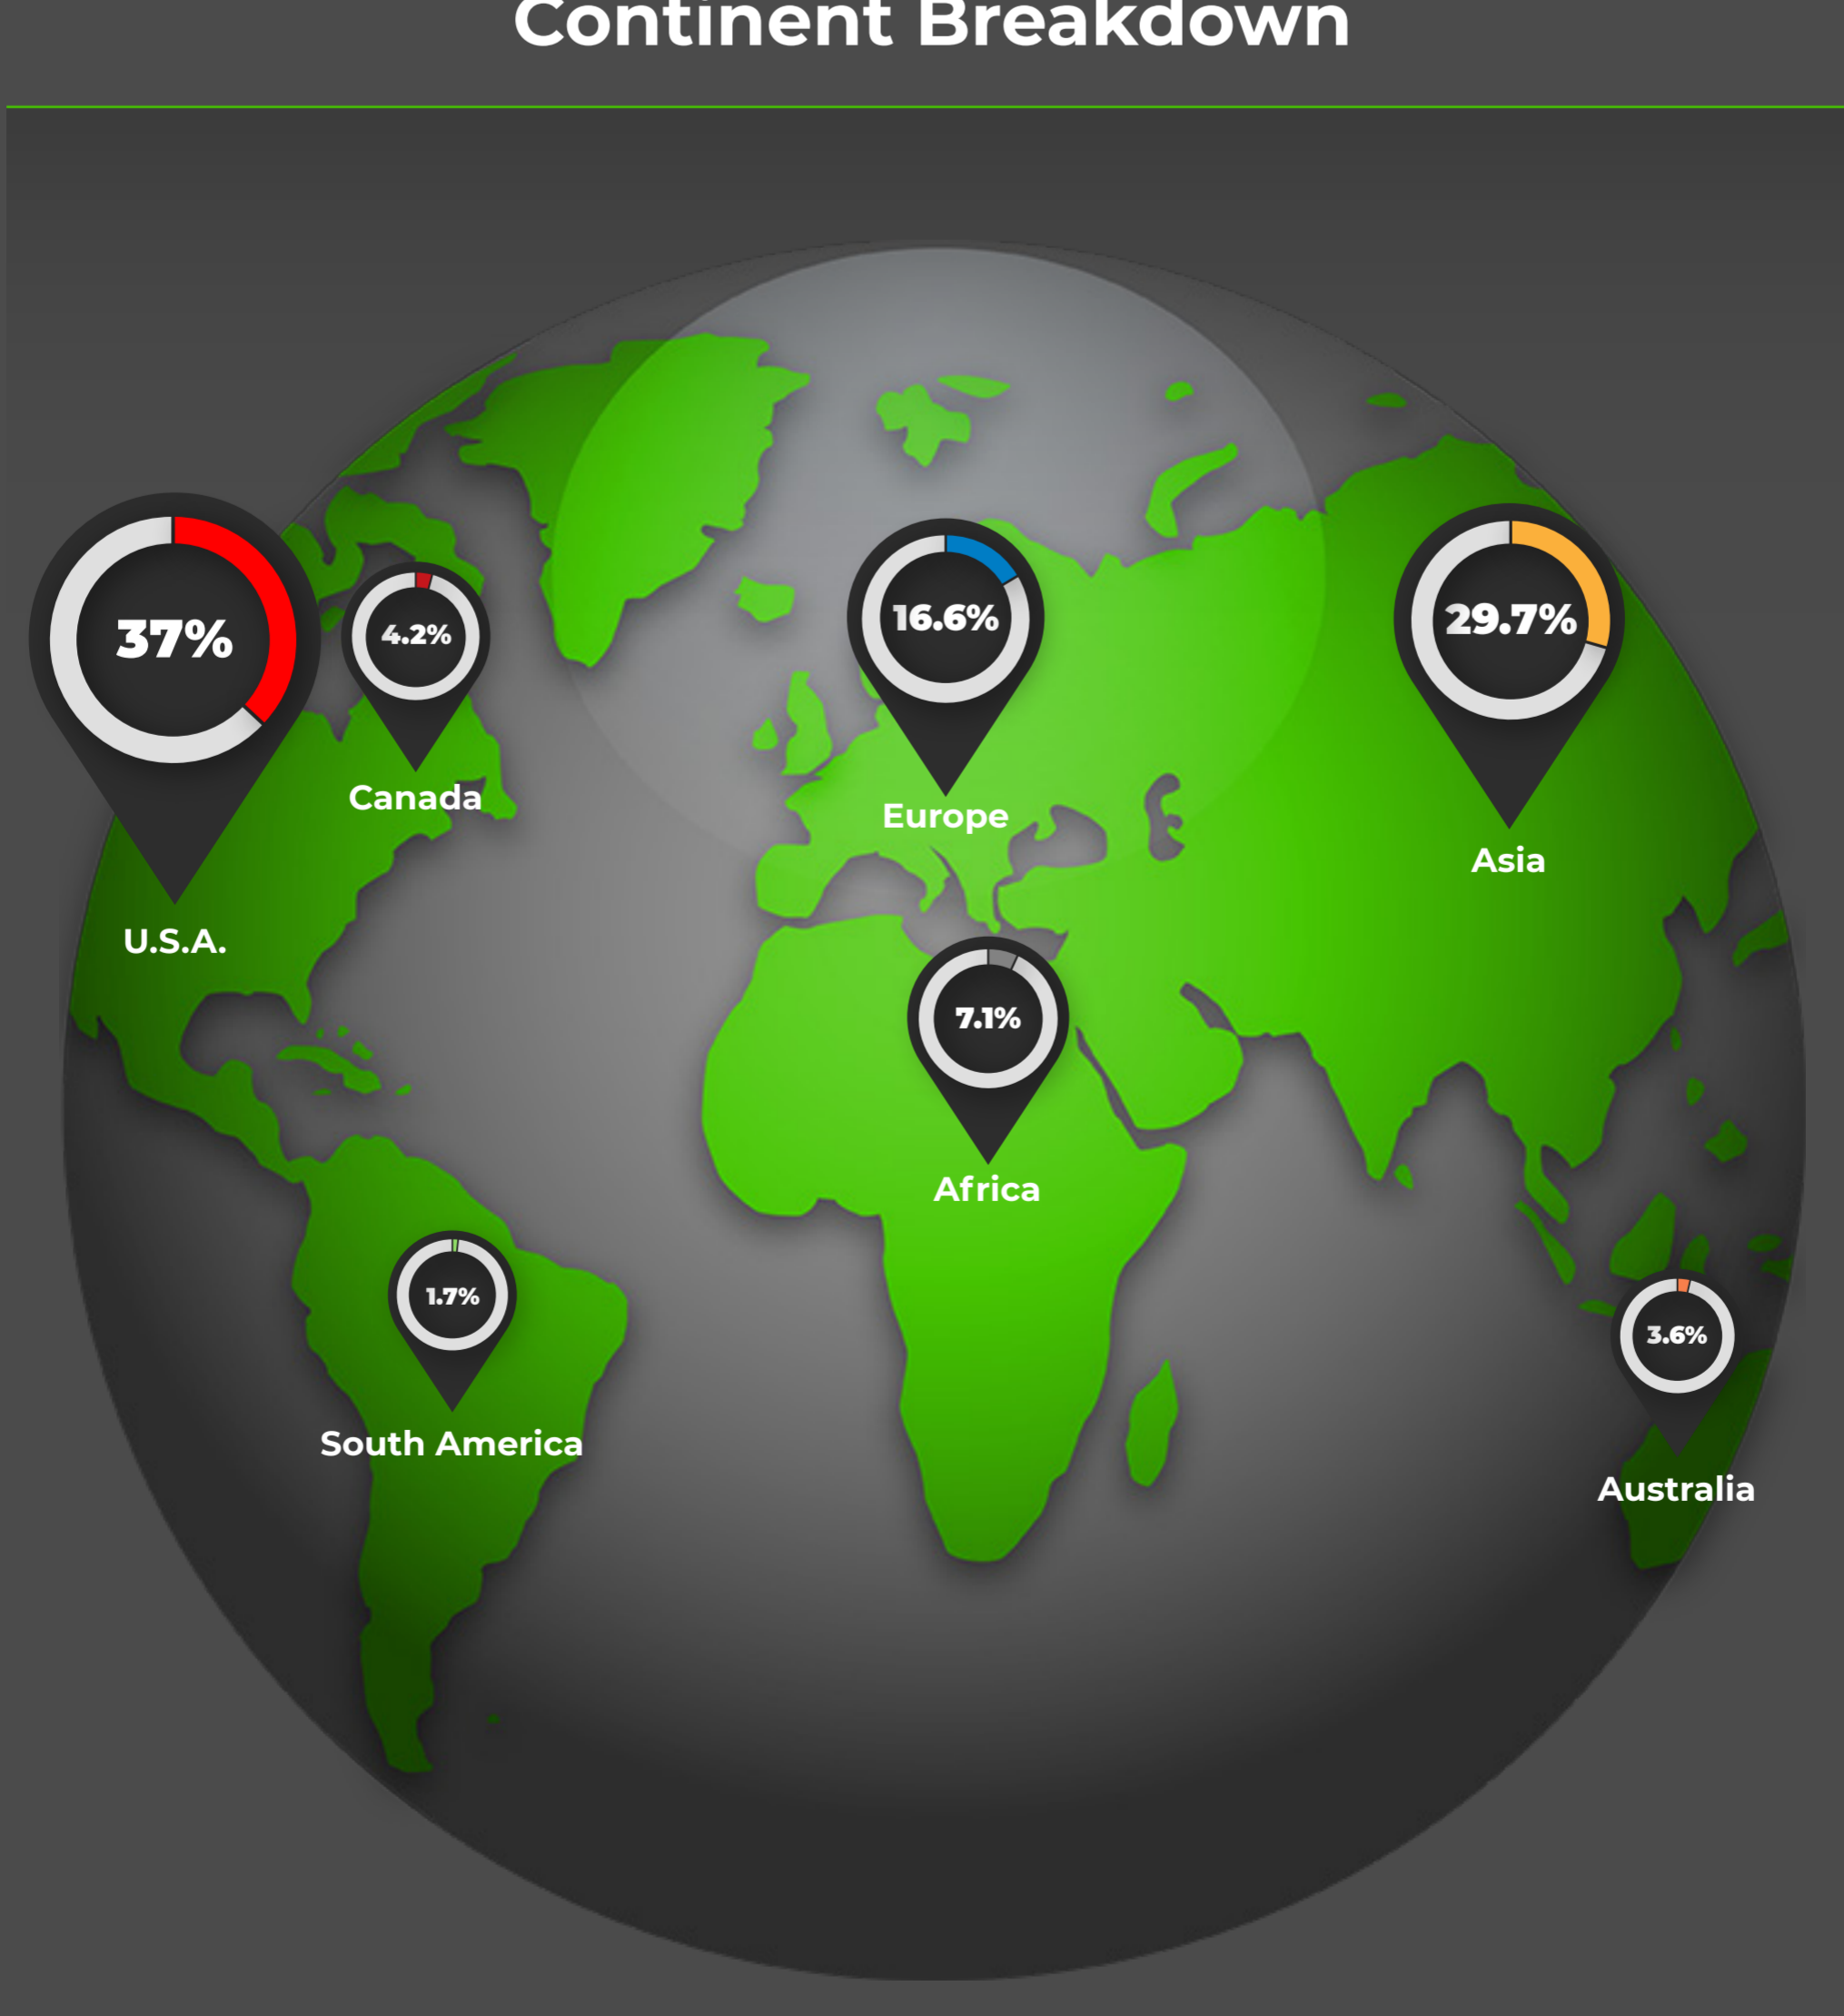 Continent Breakdown
37%
U.S.A.
4.2%
Canada
16.6%
Europe
29.7%
Asia
7.1%
Africa
1.7%
South America
3.6%
Australia